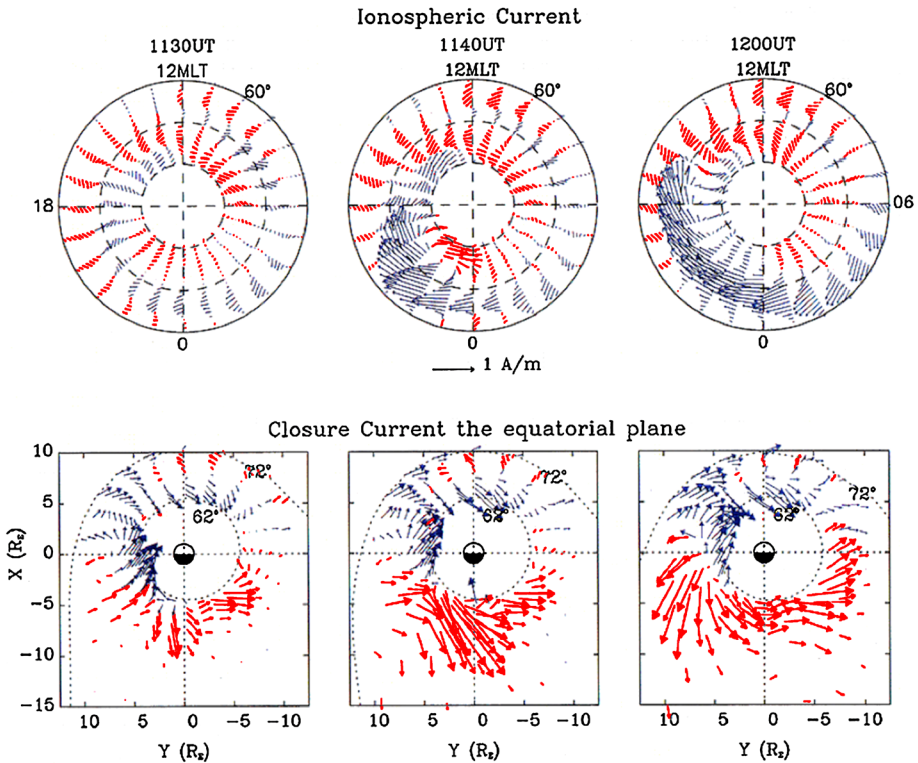 Ionospheric Current
1130UT 1140UT 1200UT
12MLT 12MLT 12MLT
60° 60° 60°
18 06
0 0 0
1 A/m
Closure Current the equatorial plane
10
5
0
-5
-10
-15
X (R_E)
72° 72° 72°
62° 62° 62°
10 5 0 -5 -10 10 5 0 -5 -10 10 5 0 -5 -10
Y (R_E) Y (R_E) Y (R_E)